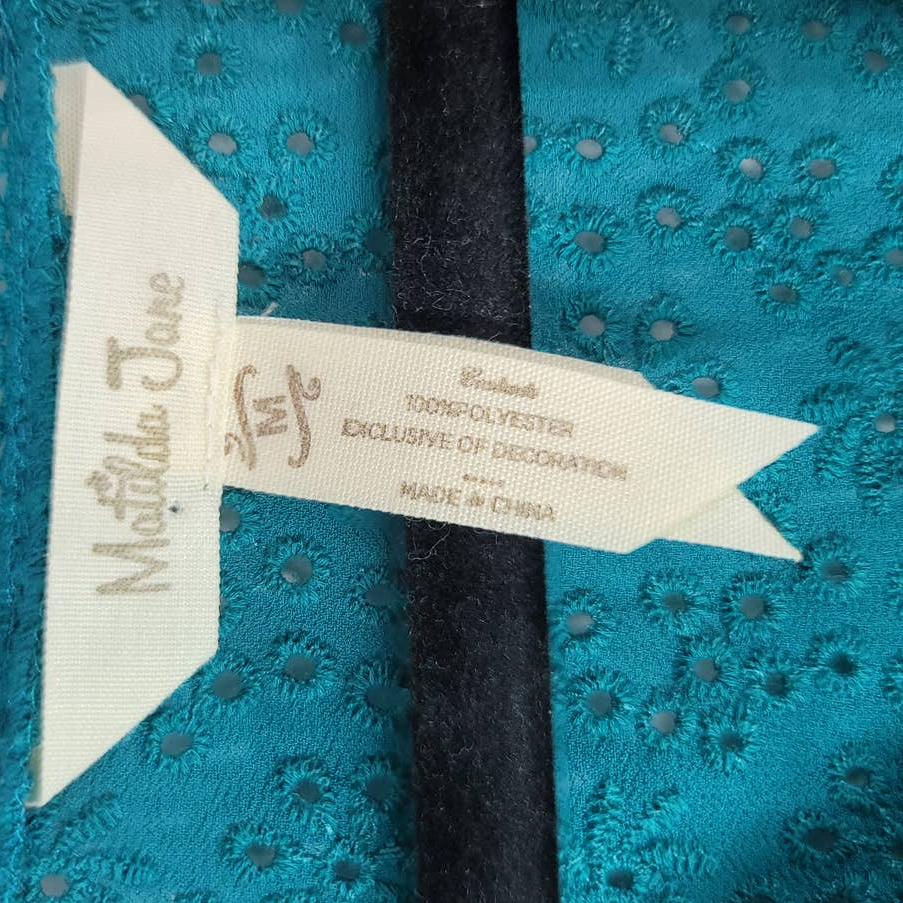 Matilda Jane
M
100%POLYESTER
EXCLUSIVE OF DECORATION
.....
MADE IN CHINA